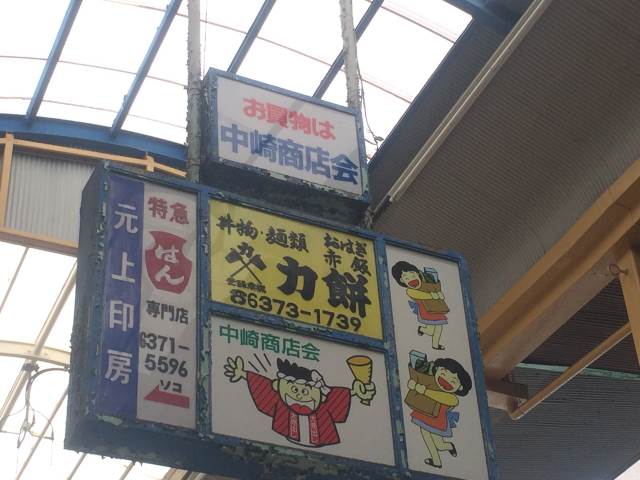 お買物は
中崎商店会
元上印房
特急
はん
専門店
6371-
5596
ソコ
丼物・麺類
おはぎ
赤飯
力
力餅
☎6373-1739
中崎商店会